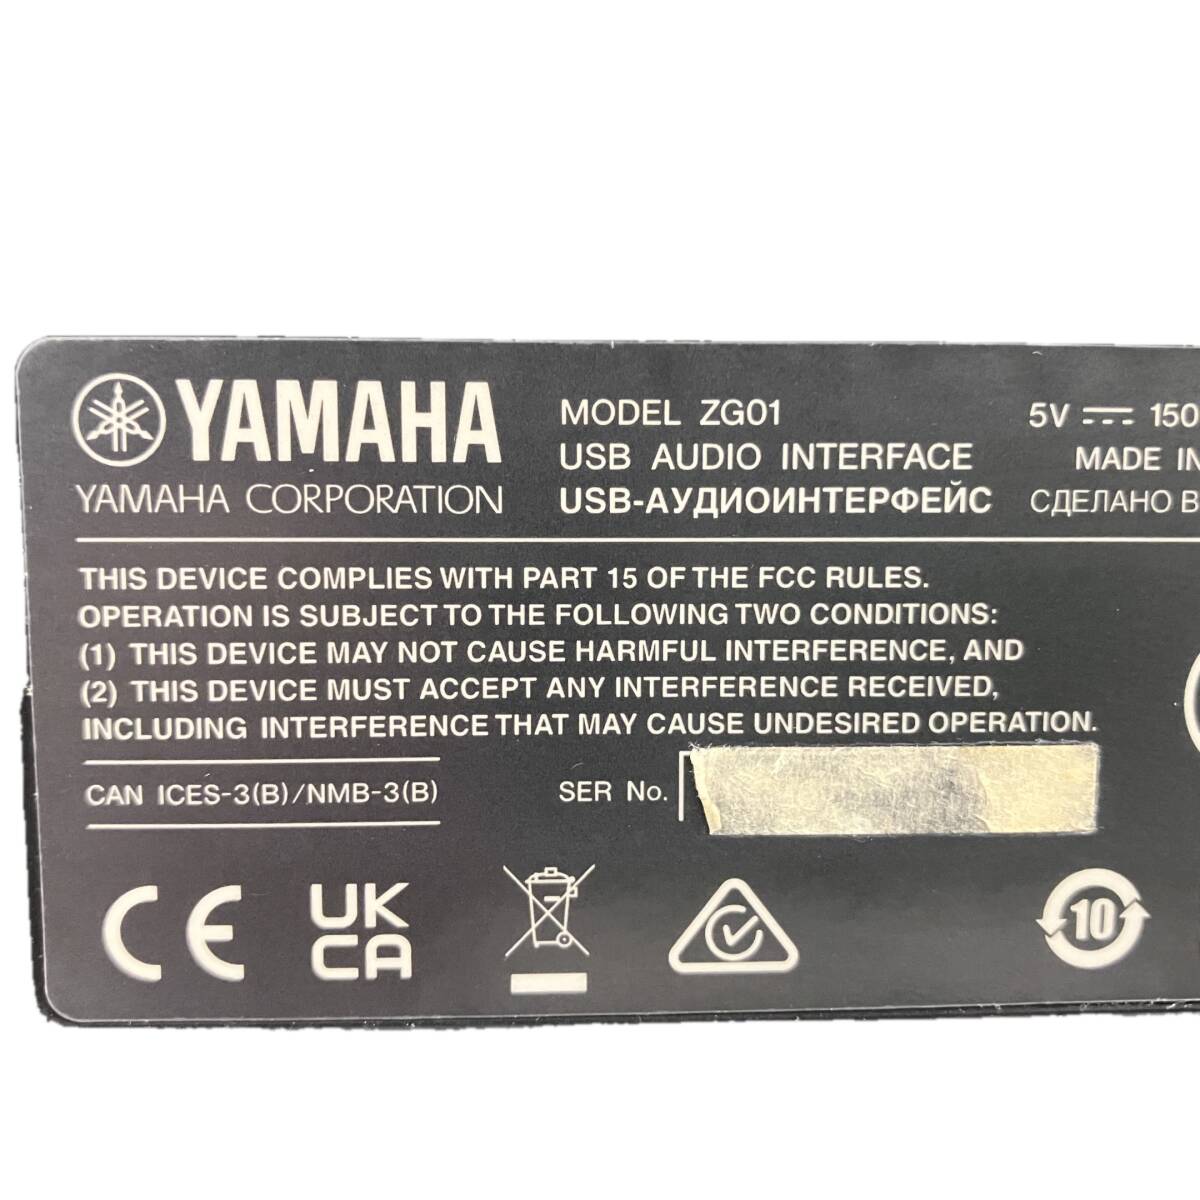 YAMAHA
YAMAHA CORPORATION
MODEL ZG01
USB AUDIO INTERFACE
USB-АУДИОИНТЕРФЕЙС
5V ⎓ 150
MADE IN
СДЕЛАНО В
THIS DEVICE COMPLIES WITH PART 15 OF THE FCC RULES.
OPERATION IS SUBJECT TO THE FOLLOWING TWO CONDITIONS:
(1) THIS DEVICE MAY NOT CAUSE HARMFUL INTERFERENCE, AND
(2) THIS DEVICE MUST ACCEPT ANY INTERFERENCE RECEIVED,
INCLUDING INTERFERENCE THAT MAY CAUSE UNDESIRED OPERATION.
CAN ICES-3(B)/NMB-3(B)
SER No.
CE
UK
CA
10